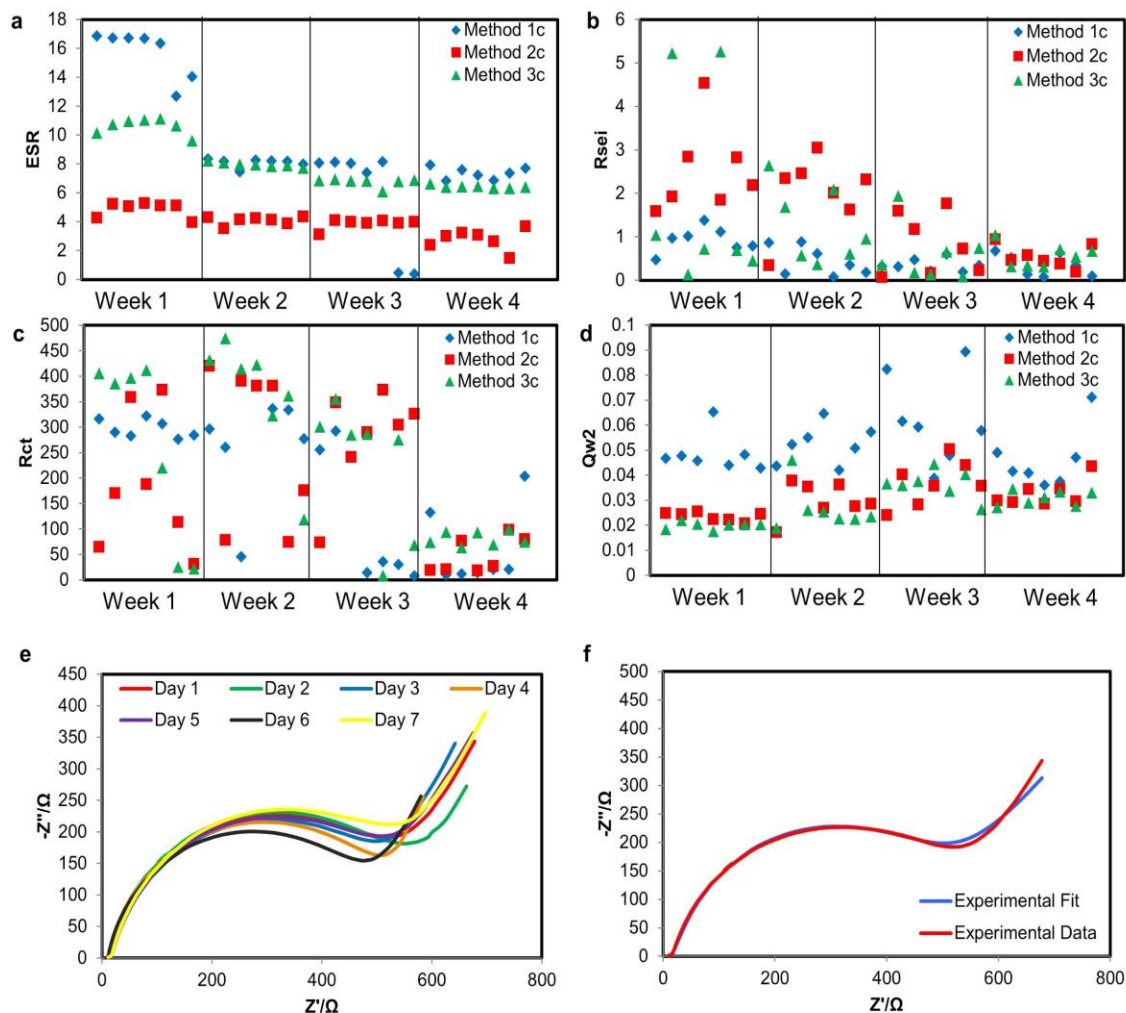 a
18
16
14
12
10
8
6
4
2
0
ESR
Method 1c
Method 2c
Method 3c
Week 1 Week 2 Week 3 Week 4
b
6
5
4
3
2
1
0
Rsei
Method 1c
Method 2c
Method 3c
Week 1 Week 2 Week 3 Week 4
c
500
450
400
350
300
250
200
150
100
50
0
Rct
Method 1c
Method 2c
Method 3c
Week 1 Week 2 Week 3 Week 4
d
0.1
0.09
0.08
0.07
0.06
0.05
0.04
0.03
0.02
0.01
0
Qw2
Method 1c
Method 2c
Method 3c
Week 1 Week 2 Week 3 Week 4
e
450
400
350
300
250
200
150
100
50
0
-Z"/Ω
Day 1 Day 2 Day 3 Day 4
Day 5 Day 6 Day 7
0 200 400 600 800
Z'/Ω
f
500
450
400
350
300
250
200
150
100
50
0
-Z"/Ω
Experimental Fit
Experimental Data
0 200 400 600 800
Z'/Ω